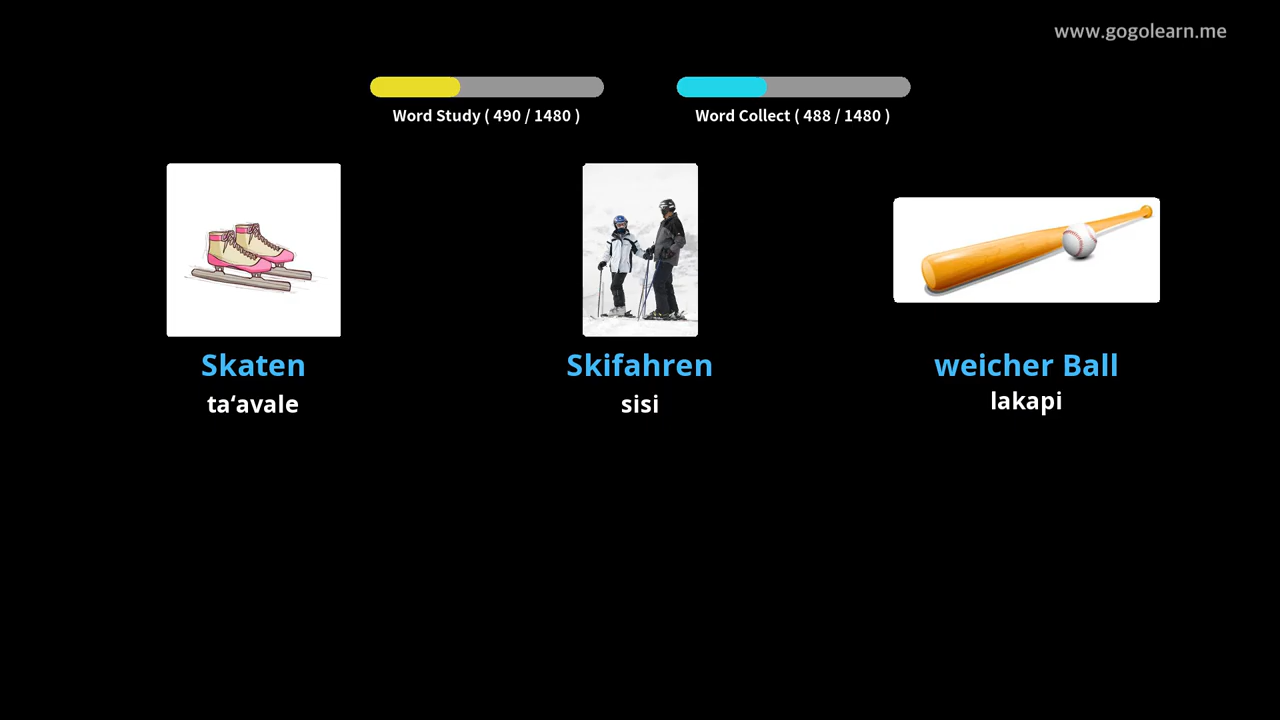 www.gogolearn.me
Word Study ( 490 / 1480 )
Word Collect ( 488 / 1480 )
Skaten
ta‘avale
Skifahren
sisi
weicher Ball
lakapi